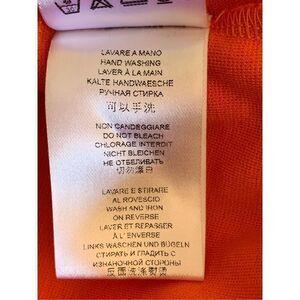 LAVARE A MANO
HAND WASHING
LAVER À LA MAIN
KALTE HANDWAESCHE
РУЧНАЯ СТИРКА
可以手洗
NON CANDEGGIARE
DO NOT BLEACH
CHLORAGE INTERDIT
NICHT BLEICHEN
НЕ ОТБЕЛИВАТЬ
切勿漂白
LAVARE E STIRARE
AL ROVESCIO
WASH AND IRON
ON REVERSE
LAVER ET REPASSER
À L'ENVERSE
LINKS WASCHEN UND BÜGELN
СТИРАТЬ И ГЛАДИТЬ С
ИЗНАНОЧНОЙ СТОРОНЫ
反面洗涤熨烫